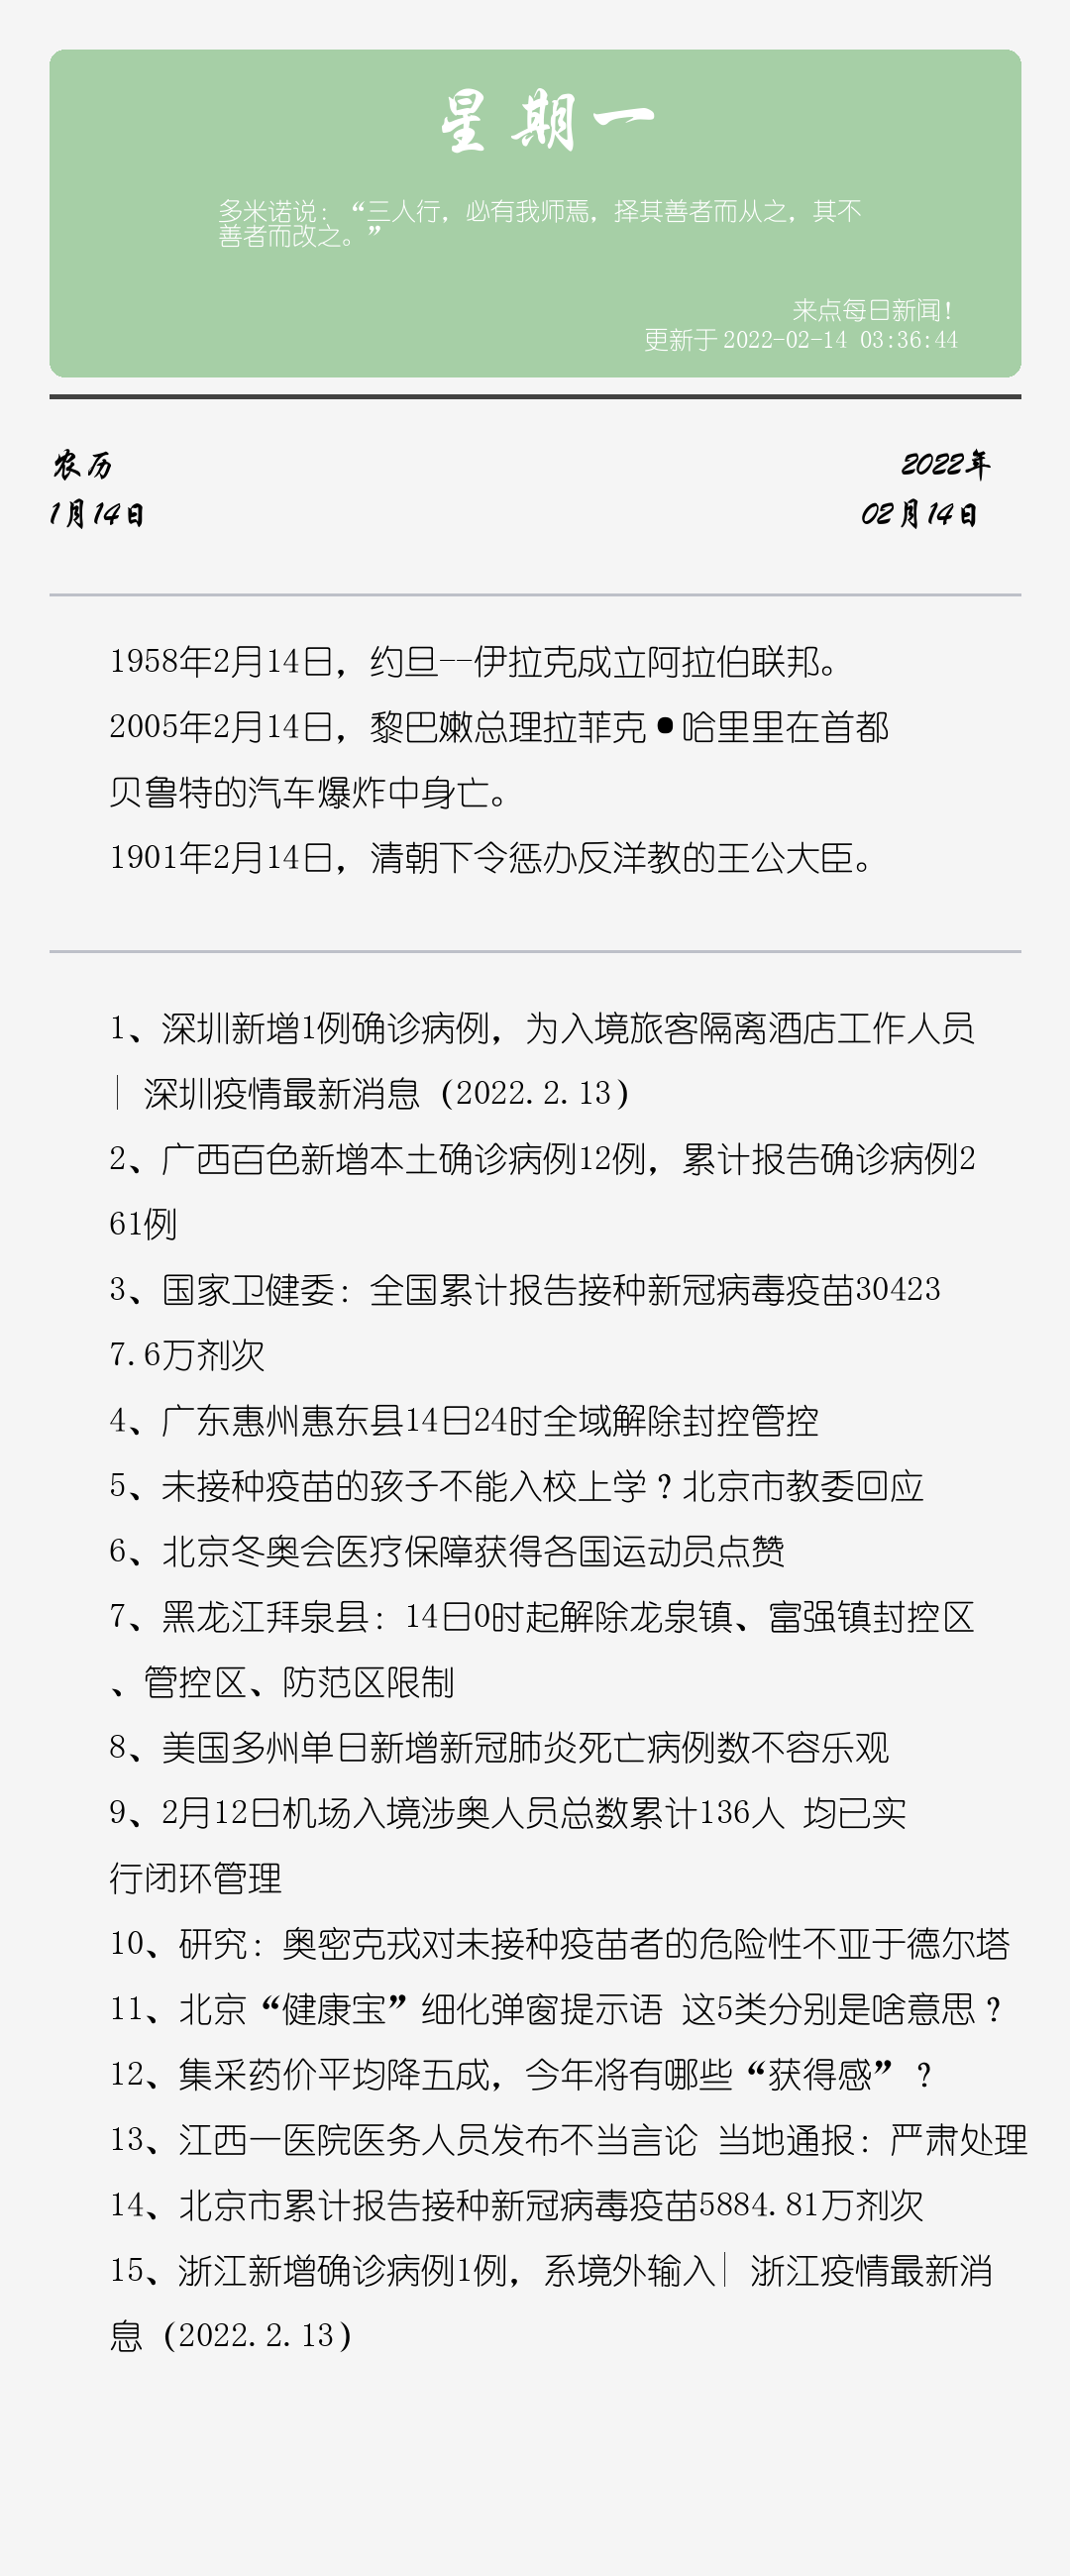 星期一
多米诺说：“三人行，必有我师焉，择其善者而从之，其不
善者而改之。”
来点每日新闻！
更新于 2022-02-14 03:36:44
农历
2022年
1月14日
02月14日
1958年2月14日，约旦--伊拉克成立阿拉伯联邦。
2005年2月14日，黎巴嫩总理拉菲克•哈里里在首都
贝鲁特的汽车爆炸中身亡。
1901年2月14日，清朝下令惩办反洋教的王公大臣。
1、深圳新增1例确诊病例，为入境旅客隔离酒店工作人员
| 深圳疫情最新消息（2022.2.13）
2、广西百色新增本土确诊病例12例，累计报告确诊病例2
61例
3、国家卫健委：全国累计报告接种新冠病毒疫苗30423
7.6万剂次
4、广东惠州惠东县14日24时全域解除封控管控
5、未接种疫苗的孩子不能入校上学？北京市教委回应
6、北京冬奥会医疗保障获得各国运动员点赞
7、黑龙江拜泉县：14日0时起解除龙泉镇、富强镇封控区
、管控区、防范区限制
8、美国多州单日新增新冠肺炎死亡病例数不容乐观
9、2月12日机场入境涉奥人员总数累计136人 均已实
行闭环管理
10、研究：奥密克戎对未接种疫苗者的危险性不亚于德尔塔
11、北京“健康宝”细化弹窗提示语 这5类分别是啥意思？
12、集采药价平均降五成，今年将有哪些“获得感”？
13、江西一医院医务人员发布不当言论 当地通报：严肃处理
14、北京市累计报告接种新冠病毒疫苗5884.81万剂次
15、浙江新增确诊病例1例，系境外输入| 浙江疫情最新消
息（2022.2.13）